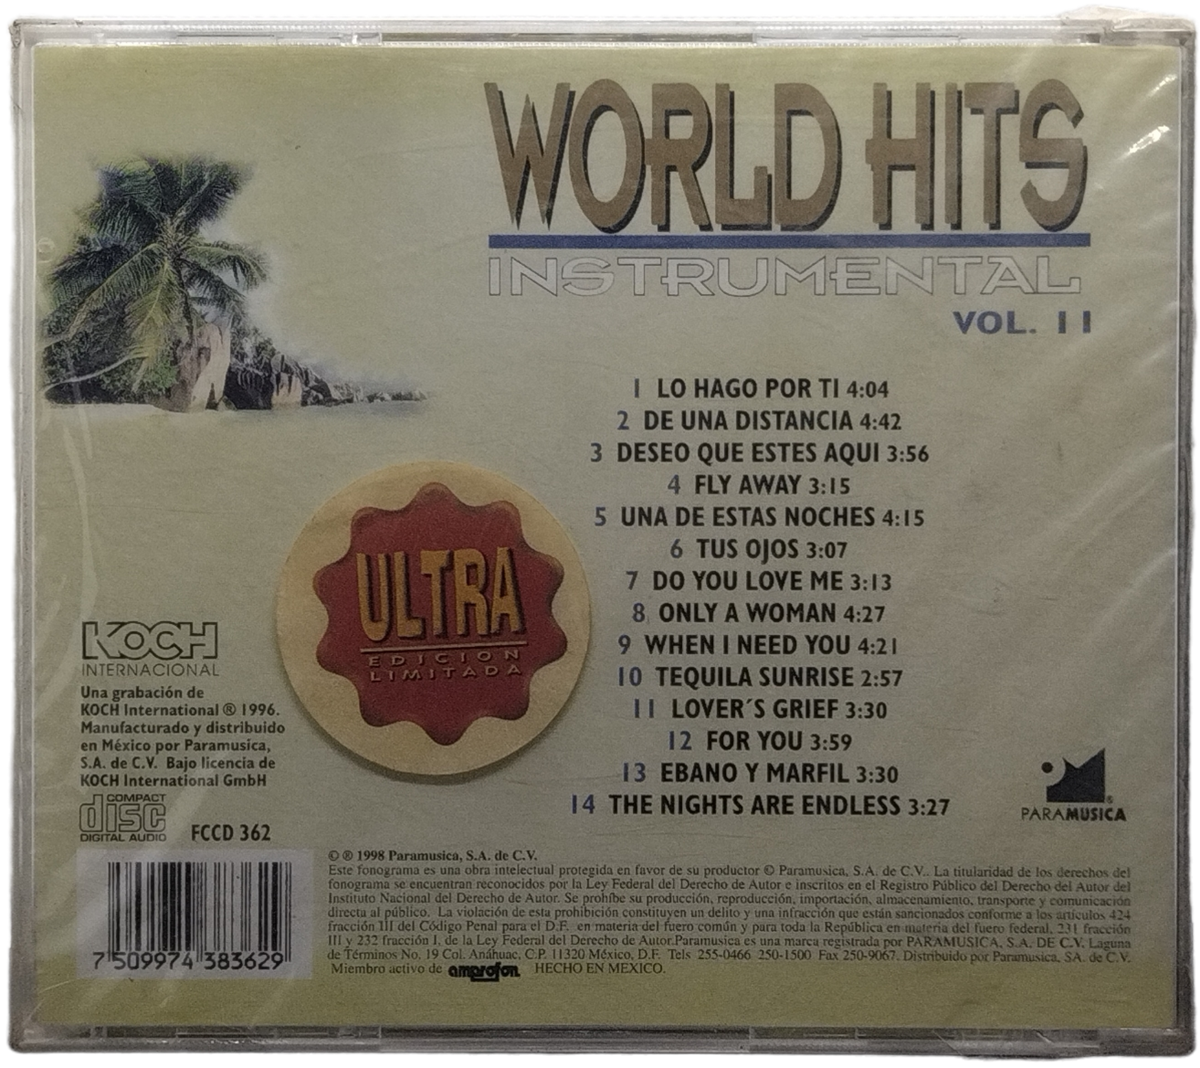 WORLD HITS
INSTRUMENTAL
VOL. II
1 LO HAGO POR TI 4:04
2 DE UNA DISTANCIA 4:42
3 DESEO QUE ESTES AQUI 3:56
4 FLY AWAY 3:15
5 UNA DE ESTAS NOCHES 4:15
6 TUS OJOS 3:07
7 DO YOU LOVE ME 3:13
8 ONLY A WOMAN 4:27
9 WHEN I NEED YOU 4:21
10 TEQUILA SUNRISE 2:57
11 LOVER´S GRIEF 3:30
12 FOR YOU 3:59
13 EBANO Y MARFIL 3:30
14 THE NIGHTS ARE ENDLESS 3:27
ULTRA
EDICION
LIMITADA
KOCH
INTERNACIONAL
Una grabación de
KOCH International ℗ 1996.
Manufacturado y distribuido
en México por Paramusica,
S.A. de C.V. Bajo licencia de
KOCH International GmbH
COMPACT
disc
DIGITAL AUDIO
FCCD 362
PARAMUSICA
®
7 509974 383629
© ℗ 1998 Paramusica, S.A. de C.V.
Este fonograma es una obra intelectual protegida en favor de su productor © Paramusica, S.A. de C.V.. La titularidad de los derechos del
fonograma se encuentran reconocidos por la Ley Federal del Derecho de Autor e inscritos en el Registro Público del Derecho del Autor del
Instituto Nacional del Derecho de Autor. Se prohíbe su producción, reproducción, importación, almacenamiento, transporte y comunicación
directa al público. La violación de esta prohibición constituyen un delito y una infracción que están sancionados conforme a los artículos 424
fracción III del Código Penal para el D.F. en materia del fuero común y para toda la República en materia del fuero federal, 231 fracción
III y 232 fracción I, de la Ley Federal del Derecho de Autor.Paramusica es una marca registrada por PARAMUSICA, S.A. DE C.V. Laguna
de Términos No. 19 Col. Anáhuac, C.P. 11320 México, D.F. Tels 255-0466 250-1500 Fax 250-9067. Distribuido por Paramusica, SA. de C.V.
Miembro activo de amprofon HECHO EN MEXICO.